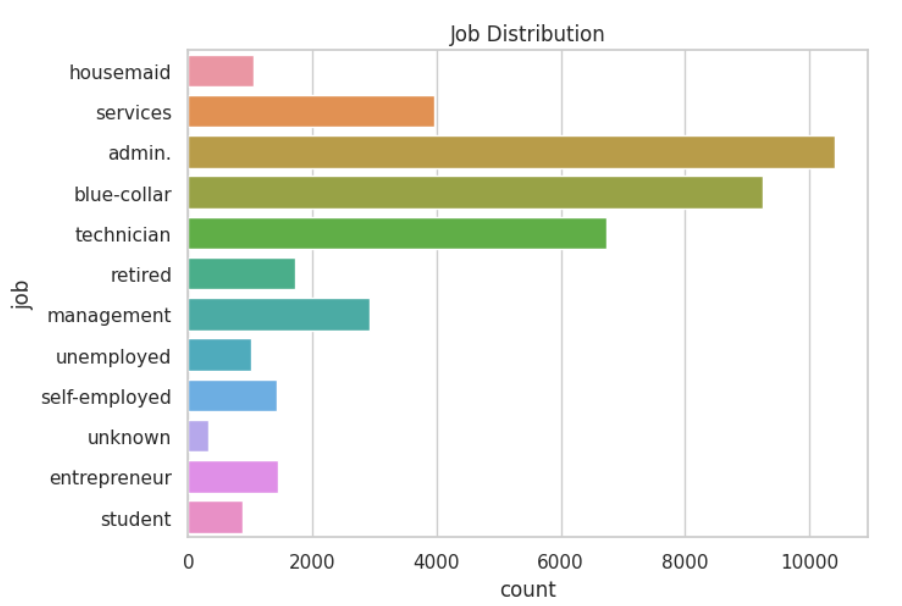 Job Distribution
job
housemaid
services
admin.
blue-collar
technician
retired
management
unemployed
self-employed
unknown
entrepreneur
student
0 2000 4000 6000 8000 10000
count